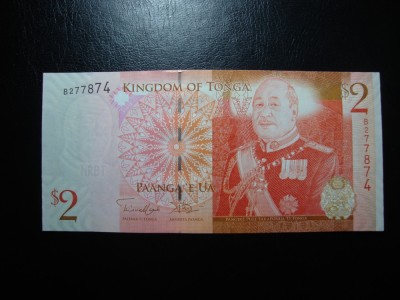 B277874
KINGDOM OF TONGA
$2
B277874
PA'ANGA 'E UA
$2